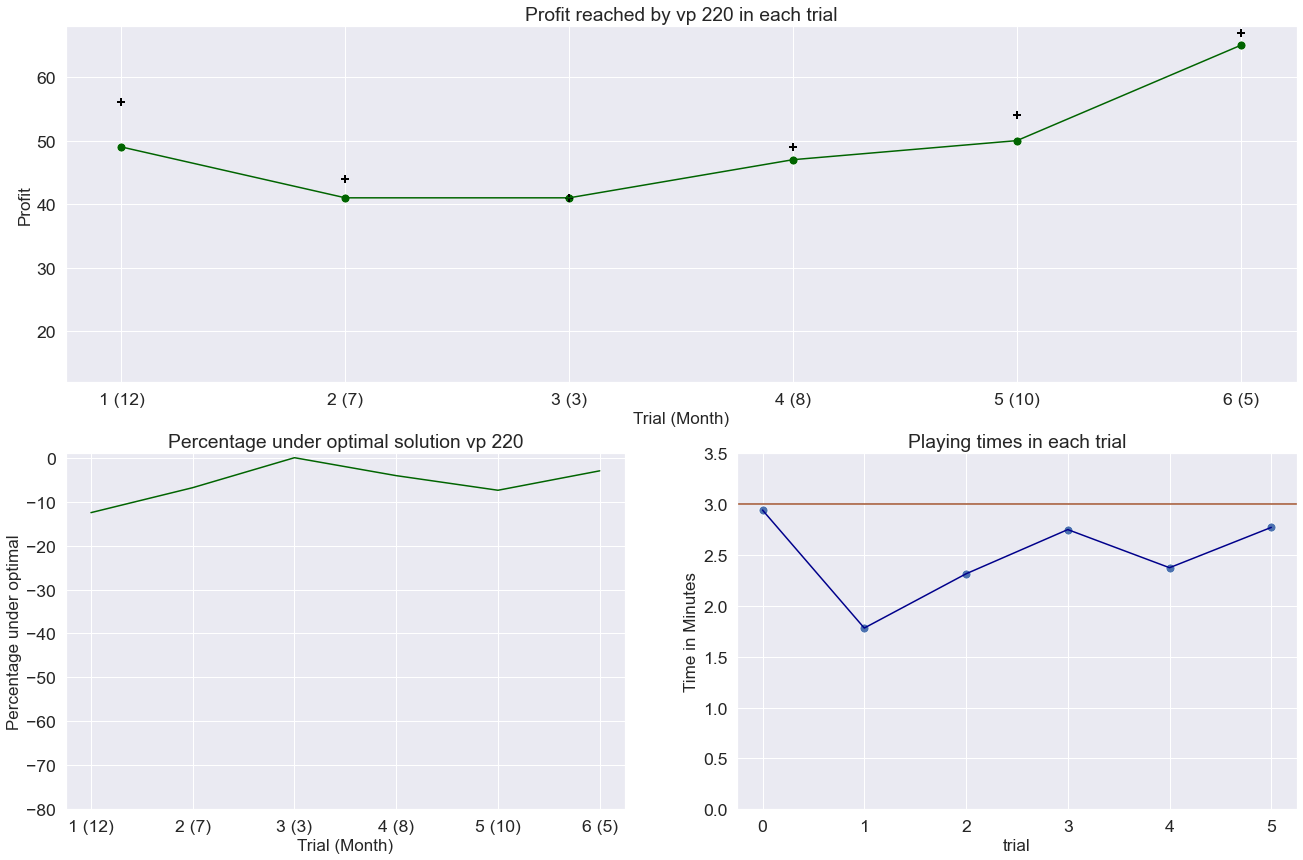 Profit reached by vp 220 in each trial
Profit
60
50
40
30
20
1 (12) 2 (7) 3 (3) 4 (8) 5 (10) 6 (5)
Trial (Month)
Percentage under optimal solution vp 220
Percentage under optimal
0
−10
−20
−30
−40
−50
−60
−70
−80
1 (12) 2 (7) 3 (3) 4 (8) 5 (10) 6 (5)
Trial (Month)
Playing times in each trial
Time in Minutes
3.5
3.0
2.5
2.0
1.5
1.0
0.5
0.0
0 1 2 3 4 5
trial